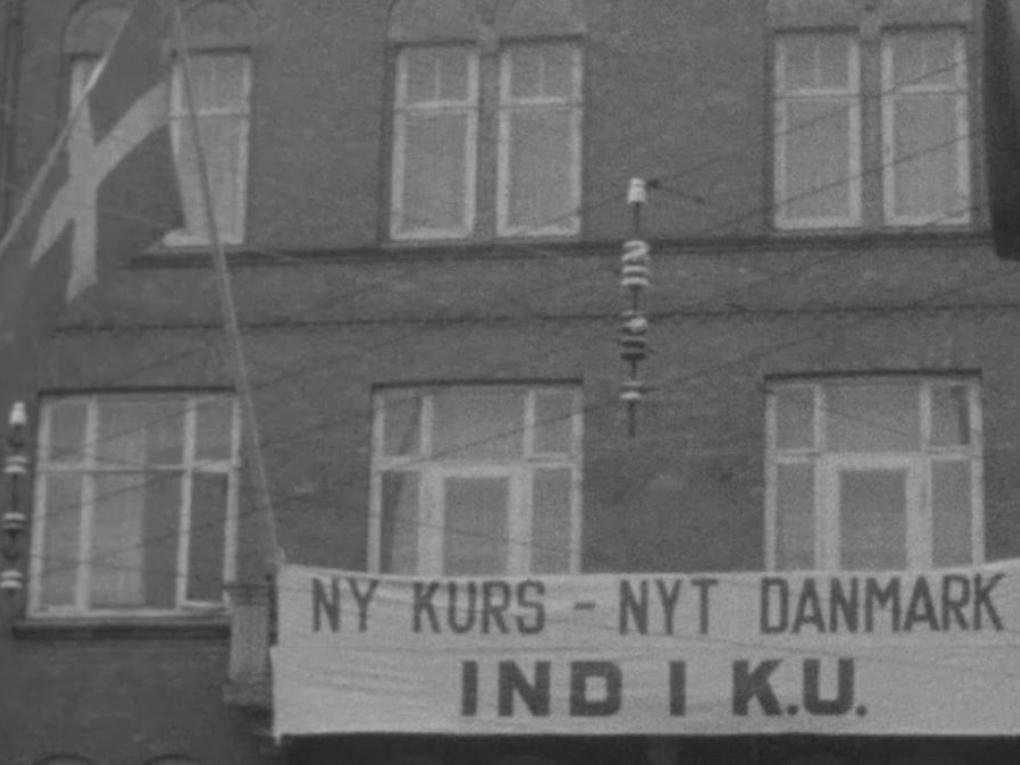 NY KURS - NYT DANMARK
IND I K.U.